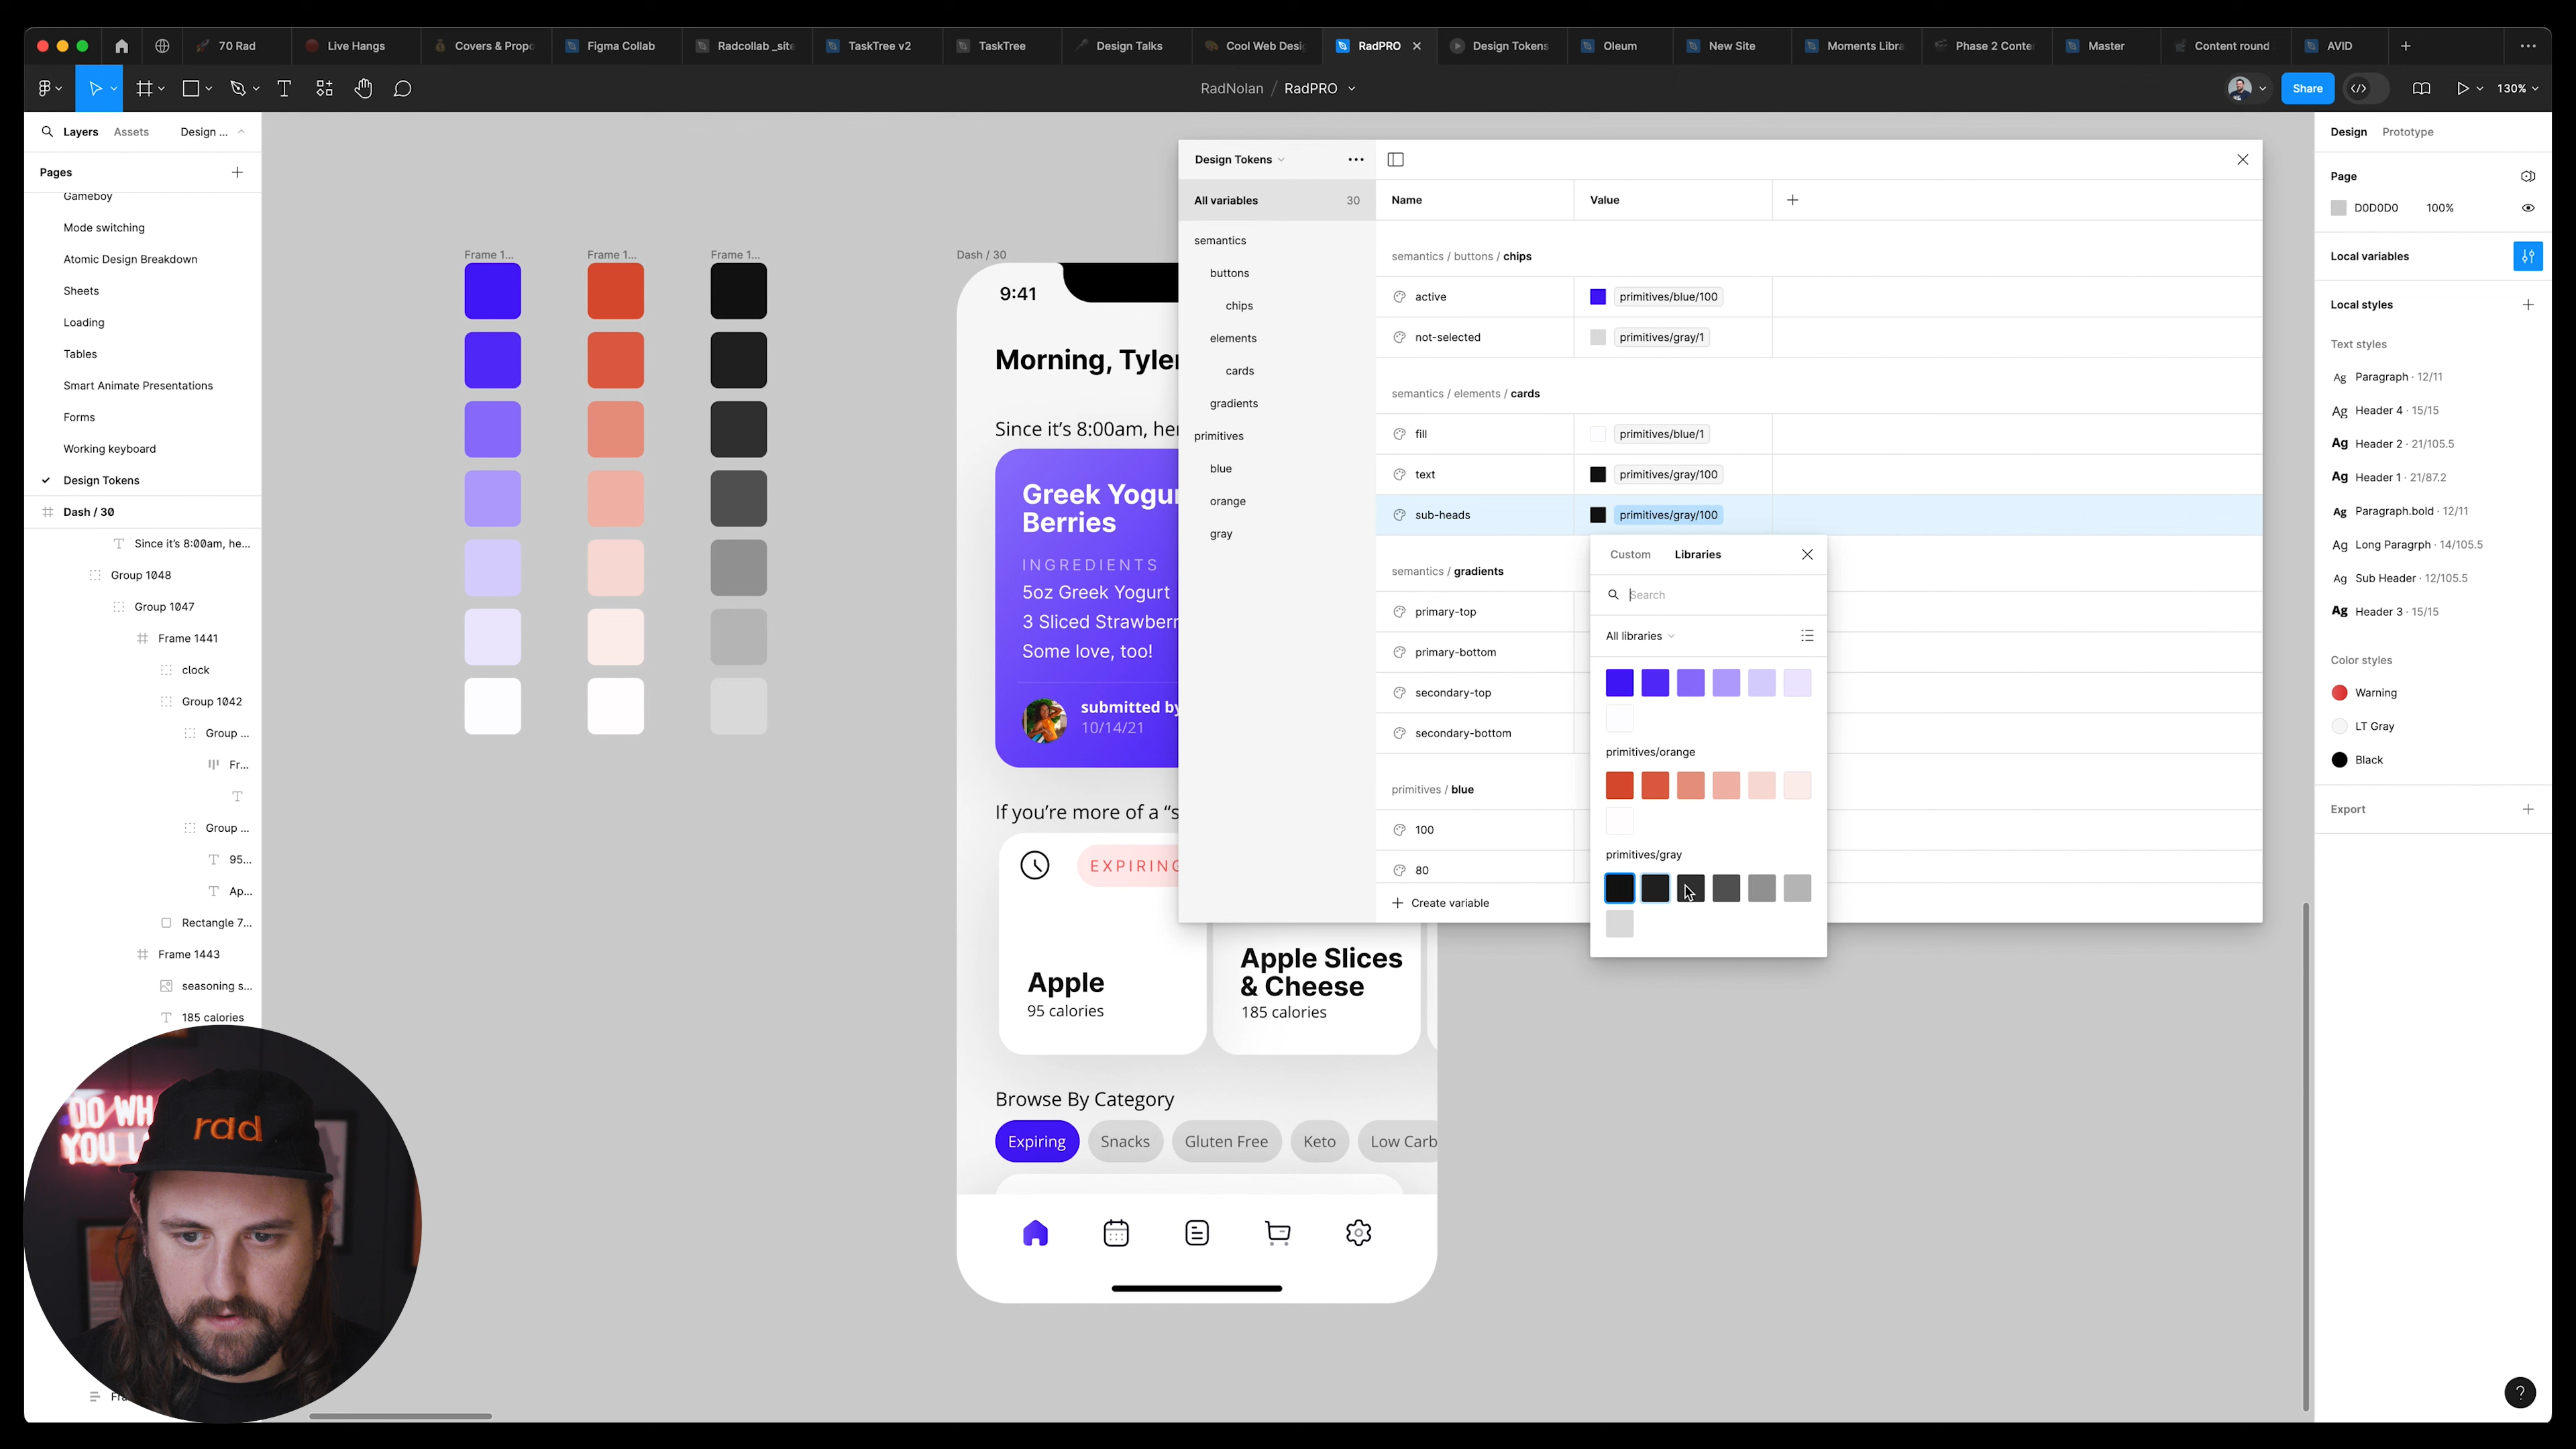 70 Rad
Live Hangs
Covers & Prop
Figma Collab
Radcollab _site
TaskTree v2
TaskTree
Design Talks
Cool Web Desi
RadPRO
Design Tokens
Oleum
New Site
Moments Libra
Phase 2 Conte
Master
Content round
AVID
RadNolan / RadPRO
Share
130%
Layers
Assets
Design ...
Pages
Gameboy
Mode switching
Atomic Design Breakdown
Sheets
Loading
Tables
Smart Animate Presentations
Forms
Working keyboard
Design Tokens
Dash / 30
Since it's 8:00am, he...
Group 1048
Group 1047
Frame 1441
clock
Group 1042
Group ...
Fr...
Group ...
95...
Ap...
Rectangle 7...
Frame 1443
seasoning s...
185 calories
Frame 1...
Frame 1...
Frame 1...
Dash / 30
9:41
Morning, Tyler
Since it's 8:00am, he
Greek Yogu
Berries
INGREDIENTS
5oz Greek Yogurt
3 Sliced Strawberr
Some love, too!
submitted by
10/14/21
If you're more of a "s
EXPIRING
Apple
95 calories
Apple Slices
& Cheese
185 calories
Browse By Category
Expiring
Snacks
Gluten Free
Keto
Low Carb
Design Tokens
All variables
30
semantics
buttons
chips
elements
cards
gradients
primitives
blue
orange
gray
Name
Value
semantics / buttons / chips
active
primitives/blue/100
not-selected
primitives/gray/1
semantics / elements / cards
fill
primitives/blue/1
text
primitives/gray/100
sub-heads
primitives/gray/100
semantics / gradients
primary-top
primary-bottom
secondary-top
secondary-bottom
primitives / blue
100
80
Create variable
Custom
Libraries
Search
All libraries
primitives/orange
primitives/gray
Design
Prototype
Page
D0D0D0
100%
Local variables
Local styles
Text styles
Ag Paragraph · 12/11
Ag Header 4 · 15/15
Ag Header 2 · 21/105.5
Ag Header 1 · 21/87.2
Ag Paragraph.bold · 12/11
Ag Long Paragrph · 14/105.5
Ag Sub Header · 12/105.5
Ag Header 3 · 15/15
Color styles
Warning
LT Gray
Black
Export
?
DO WH
YOU L
rad